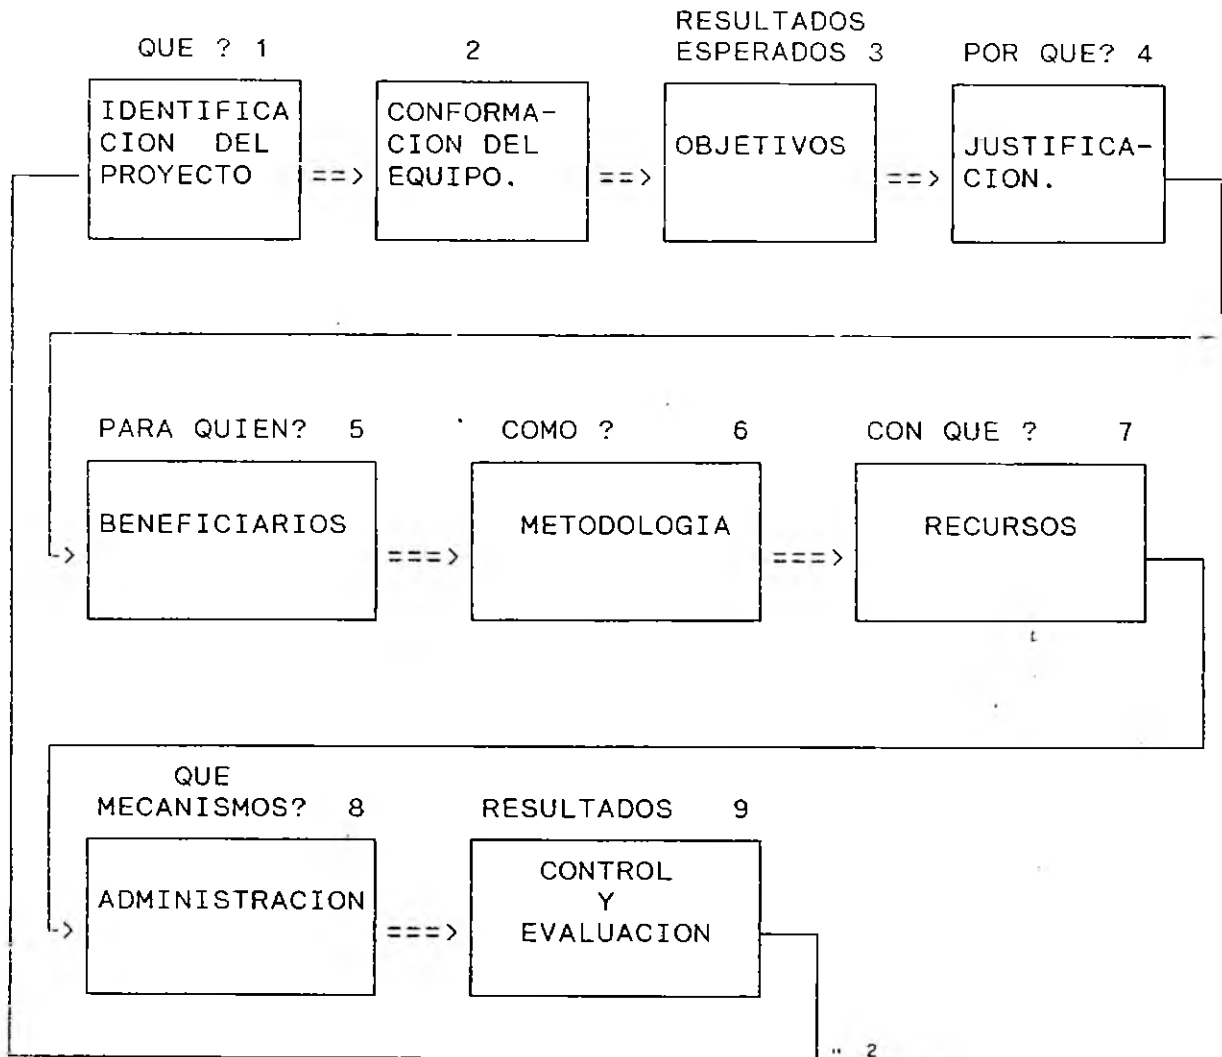 QUE ? 1
IDENTIFICA
CION DEL
PROYECTO
==>
2
CONFORMA-
CION DEL
EQUIPO.
==>
RESULTADOS
ESPERADOS 3
OBJETIVOS
==>
POR QUE? 4
JUSTIFICA-
CION.
PARA QUIEN? 5
->
BENEFICIARIOS
===>
COMO ? 6
METODOLOGIA
===>
CON QUE ? 7
RECURSOS
QUE
MECANISMOS? 8
->
ADMINISTRACION
===>
RESULTADOS 9
CONTROL
Y
EVALUACION
2